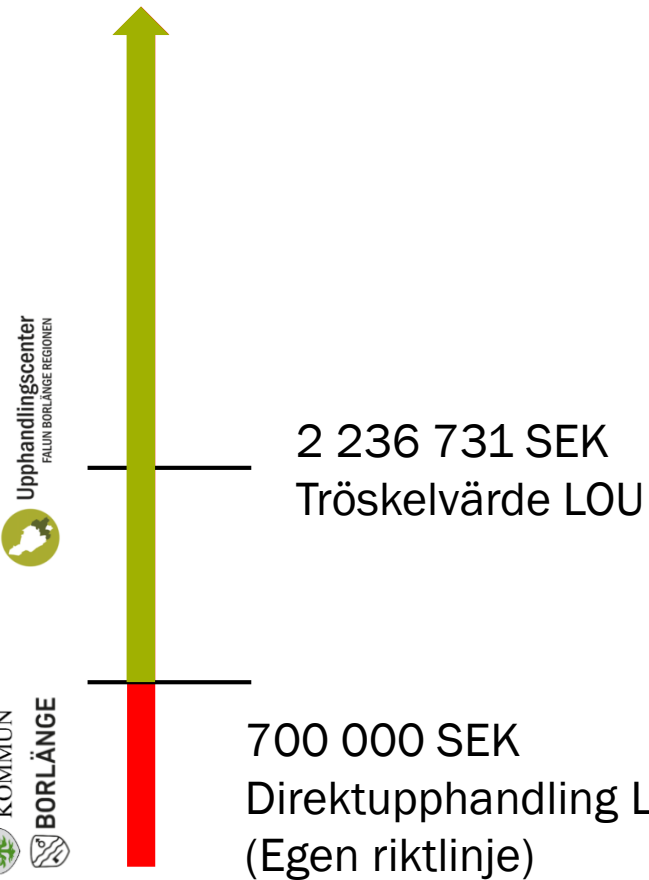 Upphandlingscenter
FALUN BORLÄNGE REGIONEN
2 236 731 SEK
Tröskelvärde LOU
KOMMUN
BORLÄNGE
700 000 SEK
Direktupphandling L
(Egen riktlinje)